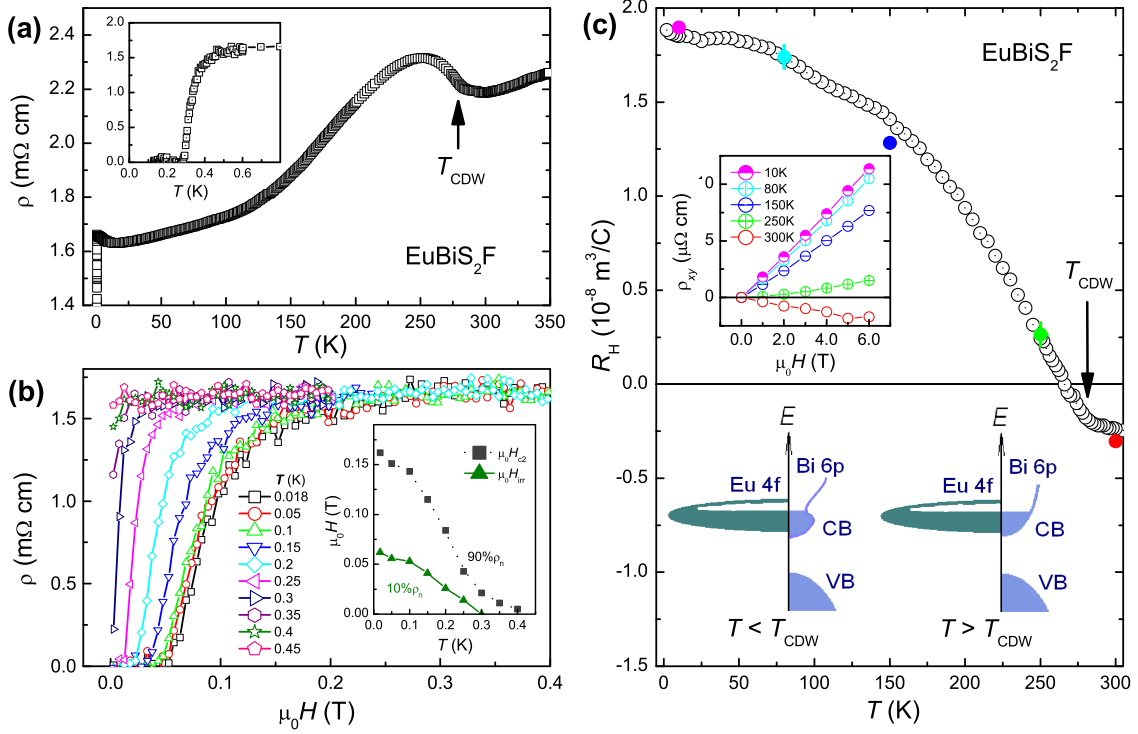 (a)
2.6
2.4
2.2
2.0
1.8
1.6
1.4
ρ (mΩ cm)
2.0
1.5
1.0
0.5
0.0
0.2 0.4 0.6
T (K)
T_CDW
EuBiS₂F
0 50 100 150 200 250 300 350
T (K)
(b)
1.5
1.0
0.5
0.0
ρ (mΩ cm)
T (K)
0.018
0.05
0.1
0.15
0.2
0.25
0.3
0.35
0.4
0.45
μ₀H_c2
μ₀H_irr
0.15
0.10
0.05
0.00
μ₀H (T)
90%ρₙ
10%ρₙ
0.0 0.1 0.2 0.3 0.4
T (K)
0.0 0.1 0.2 0.3 0.4
μ₀H (T)
(c)
2.0
1.5
1.0
0.5
0.0
-0.5
-1.0
-1.5
R_H (10⁻⁸ m³/C)
EuBiS₂F
10K
80K
150K
250K
300K
0
5
0
ρ_xy (μΩ cm)
0.0 2.0 4.0 6.0
μ₀H (T)
T_CDW
E
Bi 6p
Eu 4f
CB
VB
T < T_CDW
E
Bi 6p
Eu 4f
CB
VB
T > T_CDW
0 50 100 150 200 250 300
T (K)